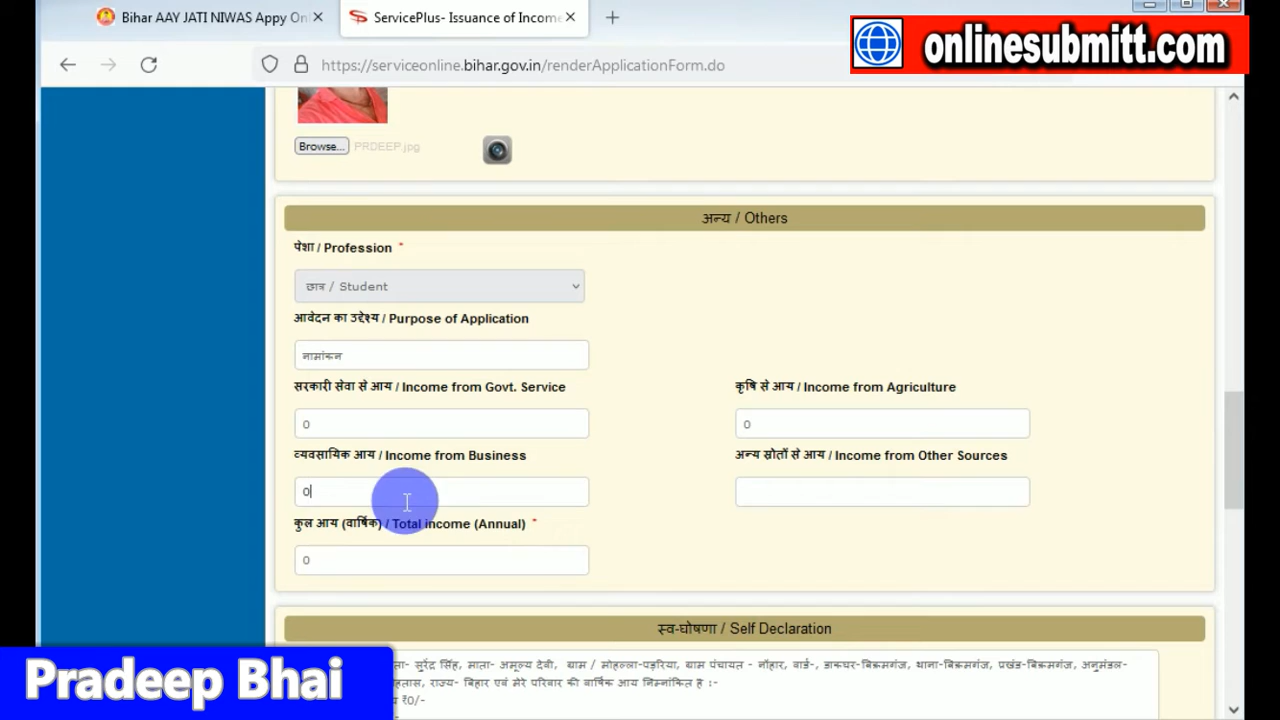 Bihar AAY JATI NIWAS Appy On
ServicePlus- Issuance of Income
onlinesubmitt.com
https://serviceonline.bihar.gov.in/renderApplicationForm.do
Browse... PRDEEP.jpg
अन्य / Others
पेशा / Profession *
छात्र / Student
आवेदन का उद्देश्य / Purpose of Application
नामांकन
सरकारी सेवा से आय / Income from Govt. Service
कृषि से आय / Income from Agriculture
0
0
व्यवसायिक आय / Income from Business
अन्य स्रोतों से आय / Income from Other Sources
0
कुल आय (वार्षिक) / Total income (Annual) *
0
स्व-घोषणा / Self Declaration
सुरेंद्र सिंह, माता- अमूल्य देवी, ग्राम / मोहल्ला-पड़रिया, ग्राम पंचायत - नोंहार, वार्ड-, डाकघर-बिक्रमगंज, थाना-बिक्रमगंज, प्रखंड-बिक्रमगंज, अनुमंडल-
राज्य- बिहार एवं मेरे परिवार की वार्षिक आय निम्नांकित है :-
₹0/-
Pradeep Bhai